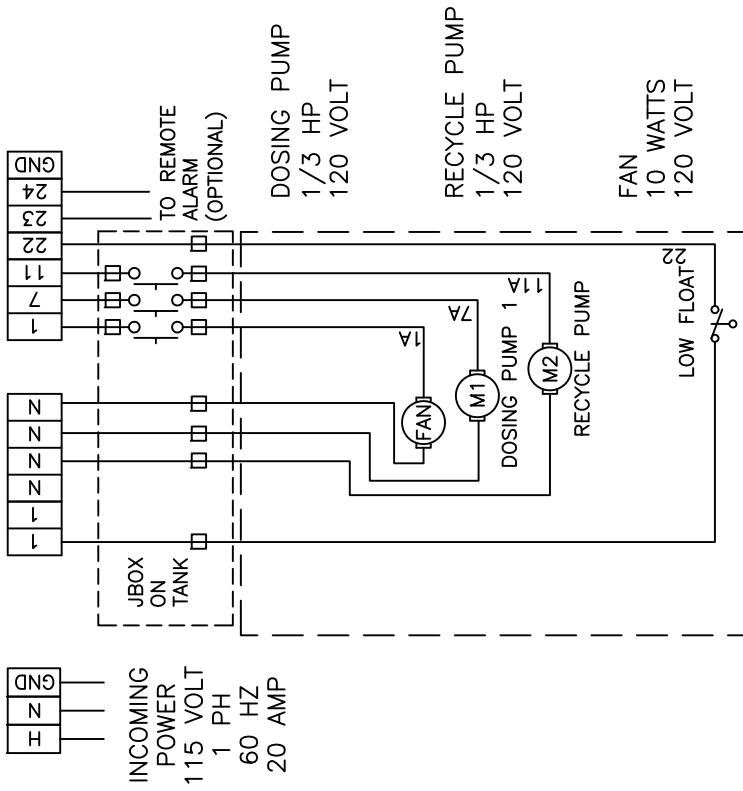 GND
24
23
22
11
7
1
N
N
N
N
1
1
GND
N
H
TO REMOTE
ALARM
(OPTIONAL)
JBOX
ON
TANK
INCOMING
POWER
115 VOLT
1 PH
60 HZ
20 AMP
1A
7A
11A
22
FAN
M1
DOSING PUMP 1
M2
RECYCLE PUMP
LOW FLOAT
DOSING PUMP
1/3 HP
120 VOLT
RECYCLE PUMP
1/3 HP
120 VOLT
FAN
10 WATTS
120 VOLT